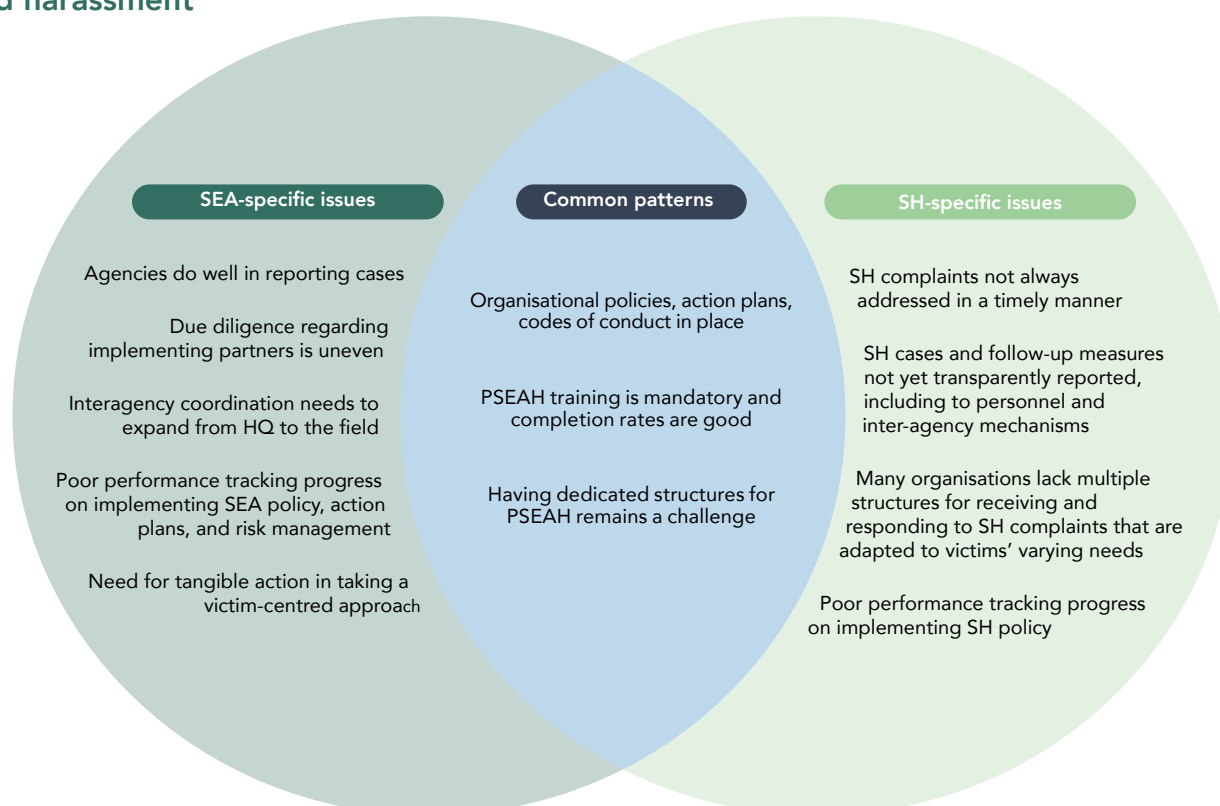 harassment
SEA-specific issues
Agencies do well in reporting cases
Due diligence regarding
implementing partners is uneven
Interagency coordination needs to
expand from HQ to the field
Poor performance tracking progress
on implementing SEA policy, action
plans, and risk management
Need for tangible action in taking a
victim-centred approach
Common patterns
Organisational policies, action plans,
codes of conduct in place
PSEAH training is mandatory and
completion rates are good
Having dedicated structures for
PSEAH remains a challenge
SH-specific issues
SH complaints not always
addressed in a timely manner
SH cases and follow-up measures
not yet transparently reported,
including to personnel and
inter-agency mechanisms
Many organisations lack multiple
structures for receiving and
responding to SH complaints that are
adapted to victims’ varying needs
Poor performance tracking progress
on implementing SH policy